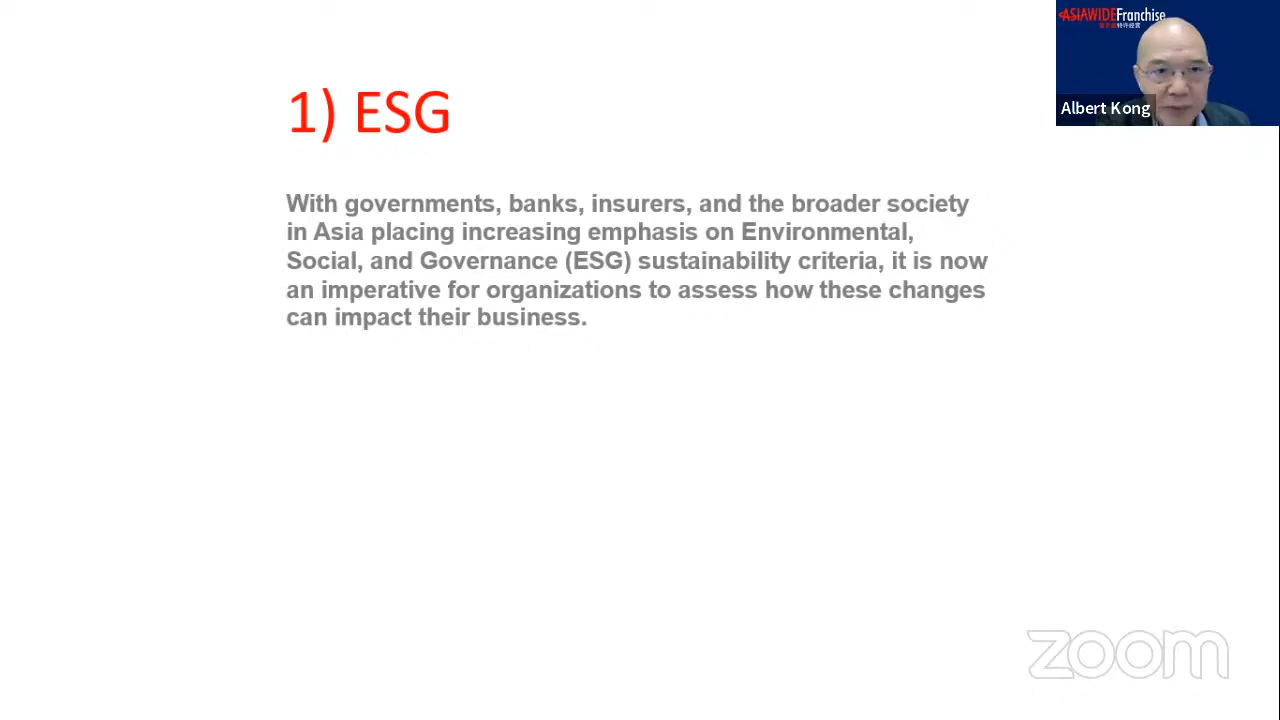 ASIAWIDE Franchise
Albert Kong
1) ESG
With governments, banks, insurers, and the broader society
in Asia placing increasing emphasis on Environmental,
Social, and Governance (ESG) sustainability criteria, it is now
an imperative for organizations to assess how these changes
can impact their business.
zoom